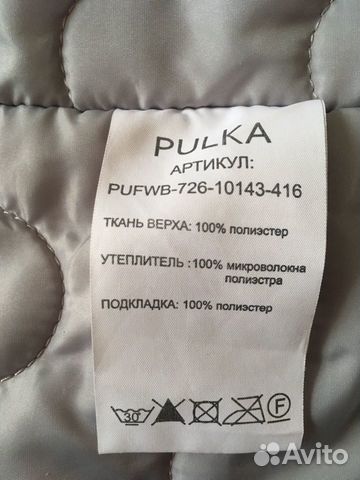 PULKA
АРТИКУЛ:
PUFWB-726-10143-416
ТКАНЬ ВЕРХА: 100% полиэстер
УТЕПЛИТЕЛЬ :100% микроволокна
полиэстра
ПОДКЛАДКА: 100% полиэстер
30 F
Avito